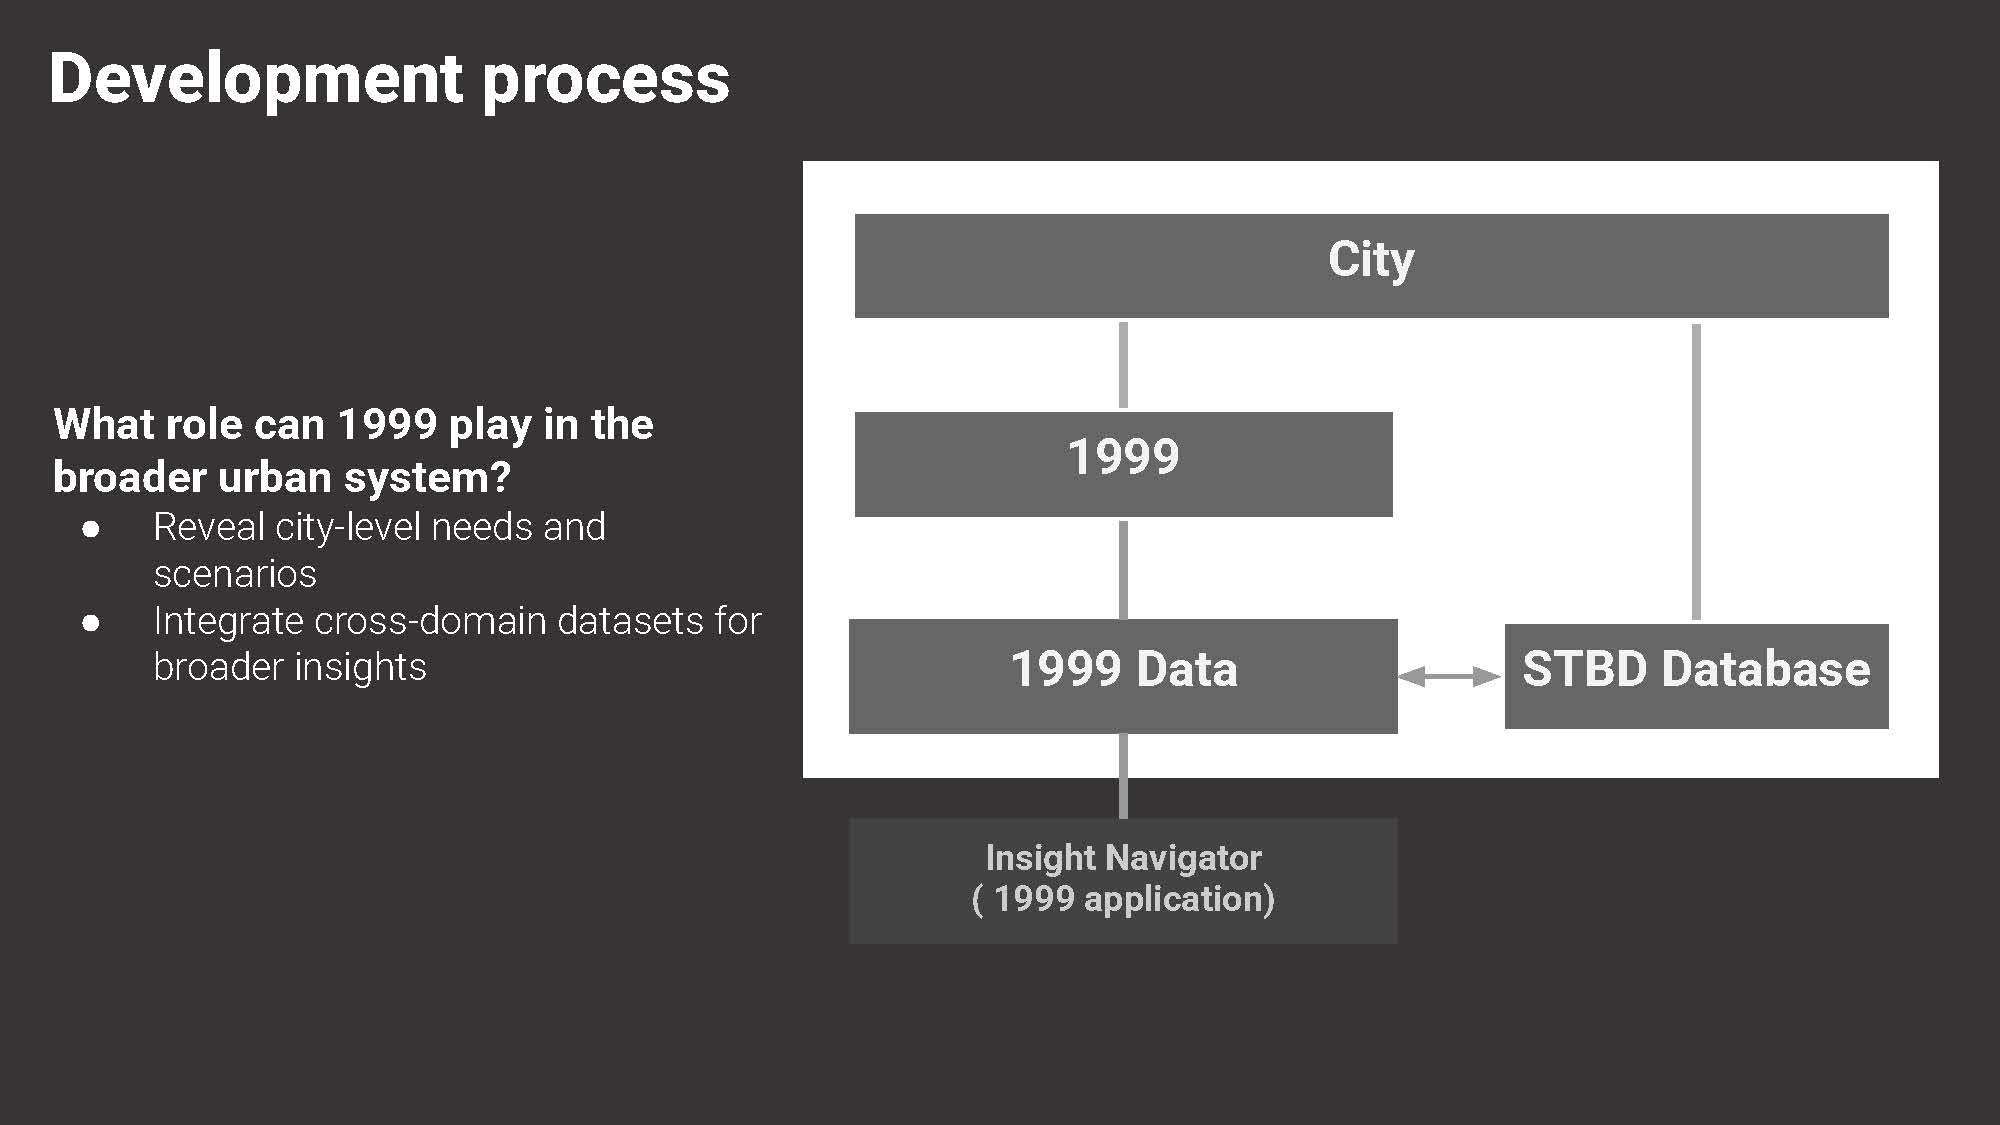 Development process
What role can 1999 play in the
broader urban system?
● Reveal city-level needs and
scenarios
● Integrate cross-domain datasets for
broader insights
City
1999
1999 Data
STBD Database
Insight Navigator
( 1999 application)